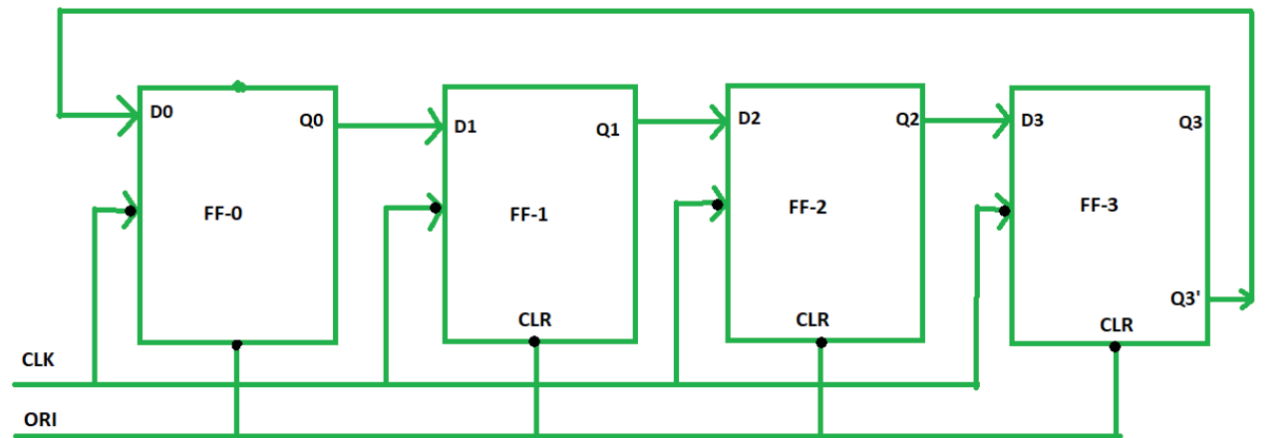 D0
Q0
FF-0
D1
Q1
FF-1
CLR
D2
Q2
FF-2
CLR
D3
Q3
FF-3
Q3'
CLR
CLK
ORI